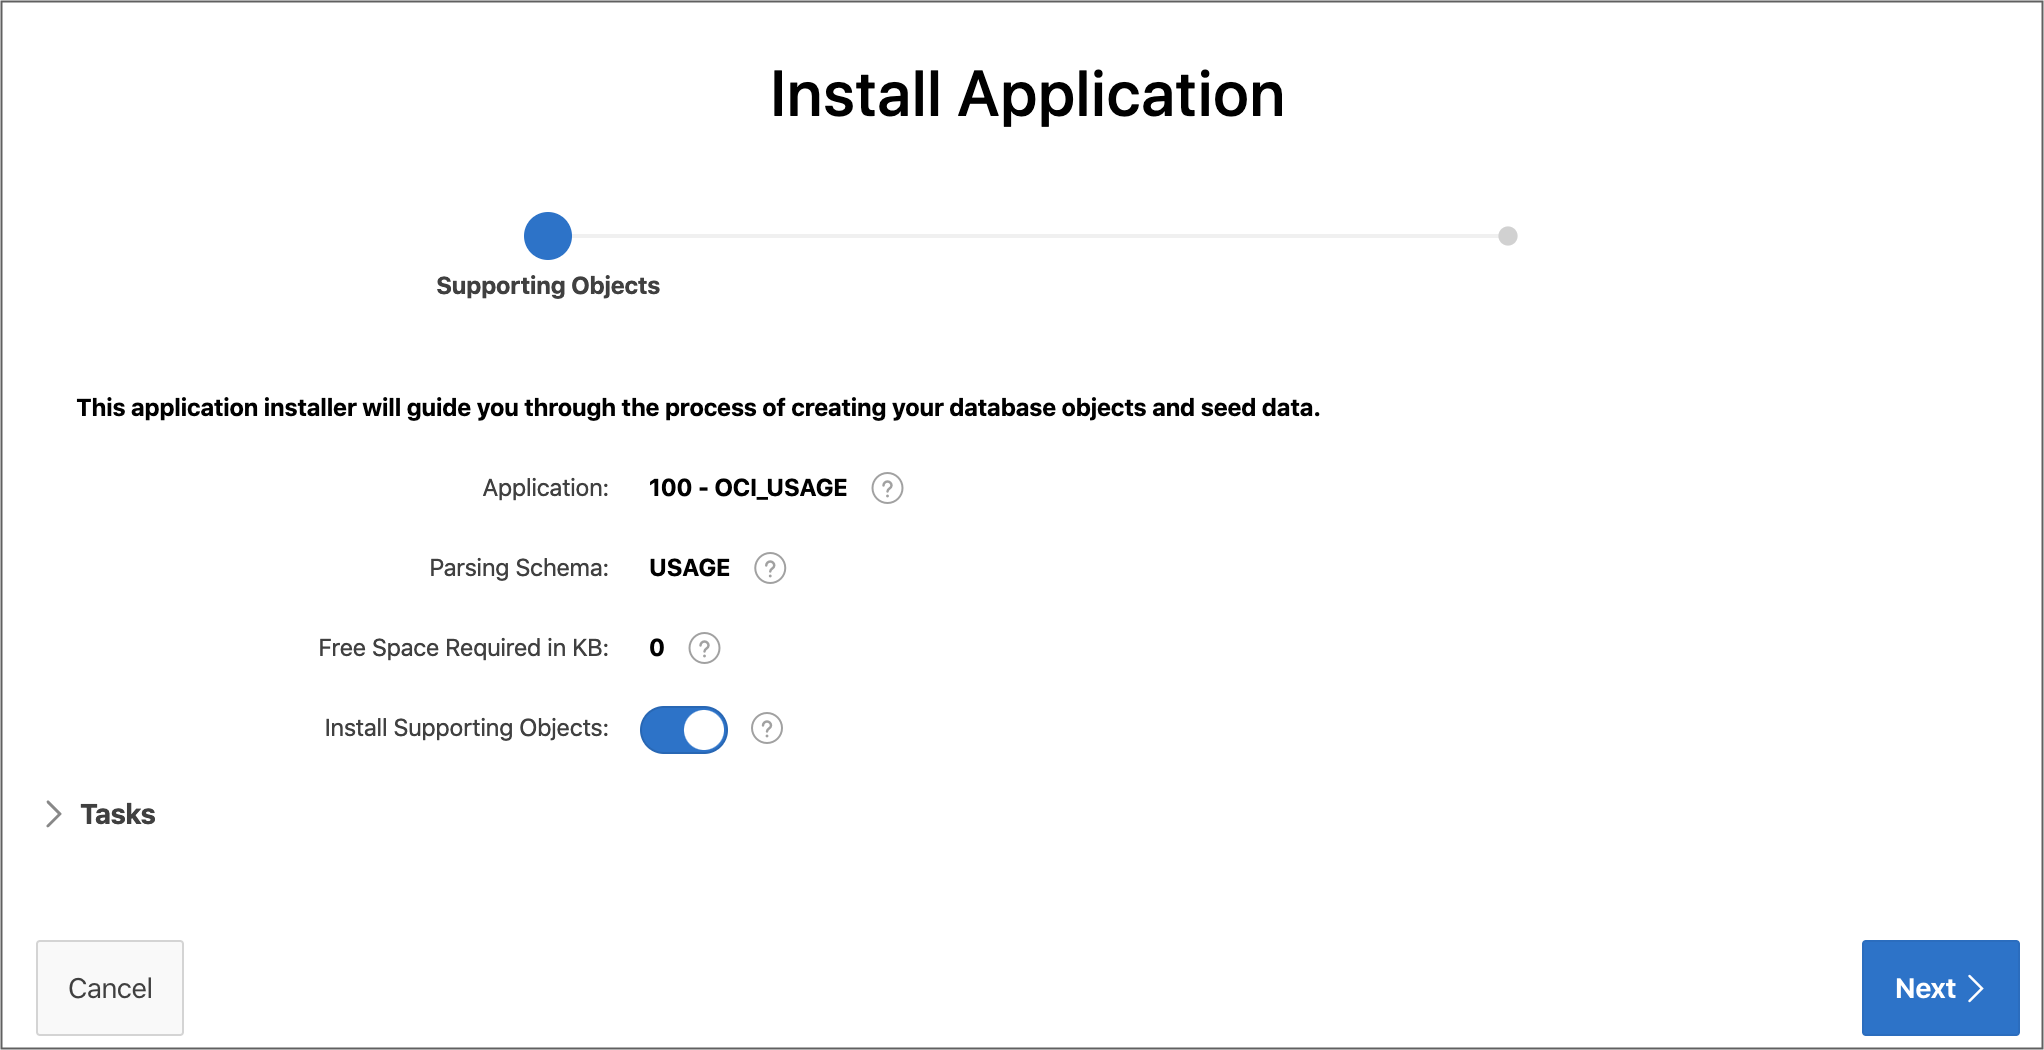 Install Application
Supporting Objects
This application installer will guide you through the process of creating your database objects and seed data.
Application: 100 - OCI_USAGE ?
Parsing Schema: USAGE ?
Free Space Required in KB: 0 ?
Install Supporting Objects: ?
Tasks
Cancel
Next